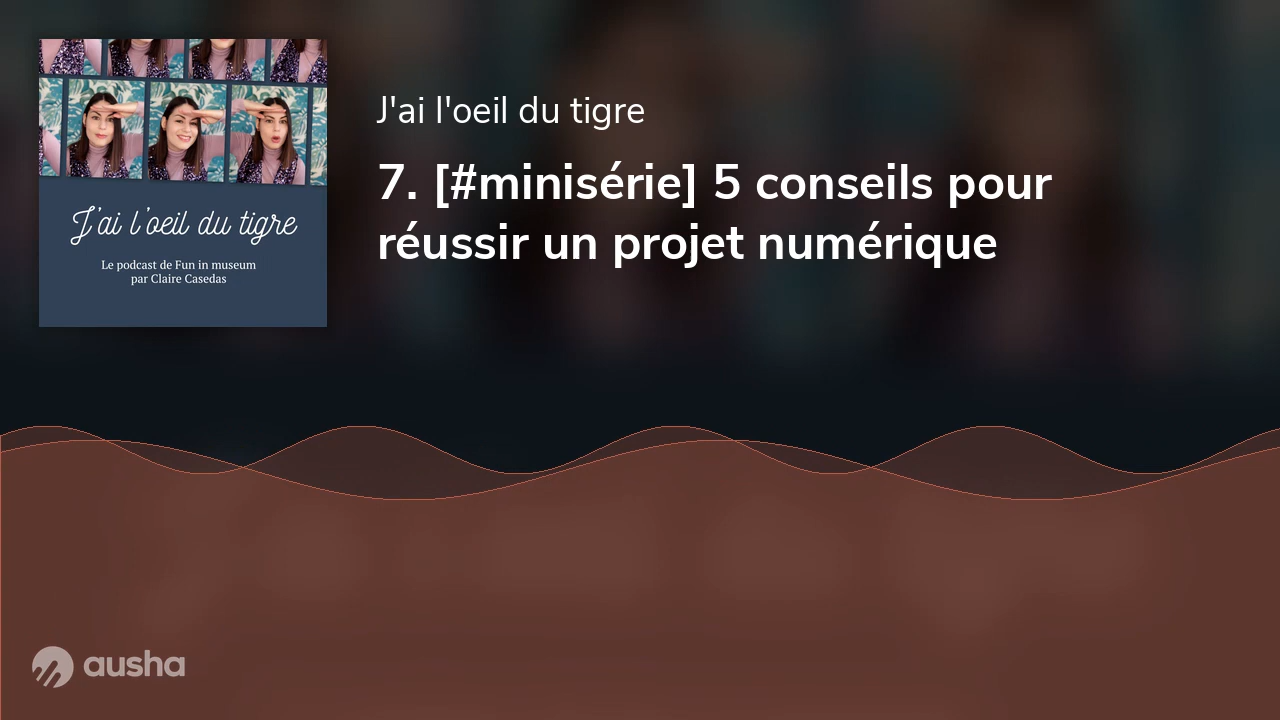 J'ai l'oeil du tigre
7. [#minisérie] 5 conseils pour
réussir un projet numérique
J'ai l'oeil du tigre
Le podcast de Fun in museum
par Claire Casedas
ausha